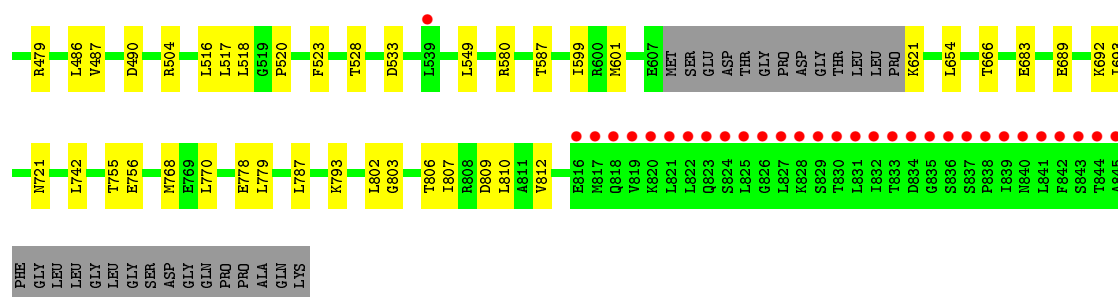 R479 L486 V487 D490 R504 L516 L517 L518 G519 P520 F523 T528 D533 L539 L549 R580 T587 I599 R600 M601 E607 MET SER GLU ASP THR GLY PRO ASP GLY THR LEU LEU PRO K621 L654 T666 E683 E689 K692 I693
N721 L742 T755 E756 M768 E769 L770 E778 L779 L787 K793 L802 G803 T806 I807 R808 D809 L810 A811 V812 E816 M817 Q818 V819 K820 L821 L822 Q823 S824 L825 G826 L827 K828 S829 T830 L831 I832 T833 D834 G835 S836 S837 P838 I839 N840 L841 F842 S843 T844 A845
PHE GLY LEU LEU GLY LEU GLY SER ASP GLY GLN PRO PRO ALA GLN LYS